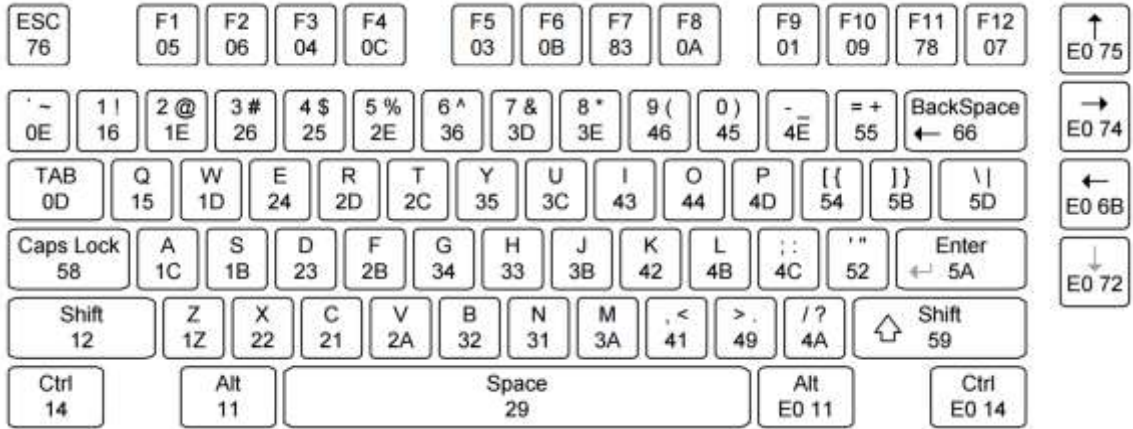 ESC F1 F2 F3 F4 F5 F6 F7 F8 F9 F10 F11 F12 ↑
76 05 06 04 0C 03 0B 83 0A 01 09 78 07 E0 75
` ~ 1 ! 2 @ 3 # 4 $ 5 % 6 ^ 7 & 8 * 9 ( 0 ) - _ = + BackSpace →
0E 16 1E 26 25 2E 36 3D 3E 46 45 4E 55 ← 66 E0 74
TAB Q W E R T Y U I O P [ { ] } \ | ←
0D 15 1D 24 2D 2C 35 3C 43 44 4D 54 5B 5D E0 6B
Caps Lock A S D F G H J K L ; : ' " Enter ↓
58 1C 1B 23 2B 34 33 3B 42 4B 4C 52 ↵ 5A E0 72
Shift Z X C V B N M , < > . / ? ⇧ Shift
12 1Z 22 21 2A 32 31 3A 41 49 4A 59
Ctrl Alt Space Alt Ctrl
14 11 29 E0 11 E0 14